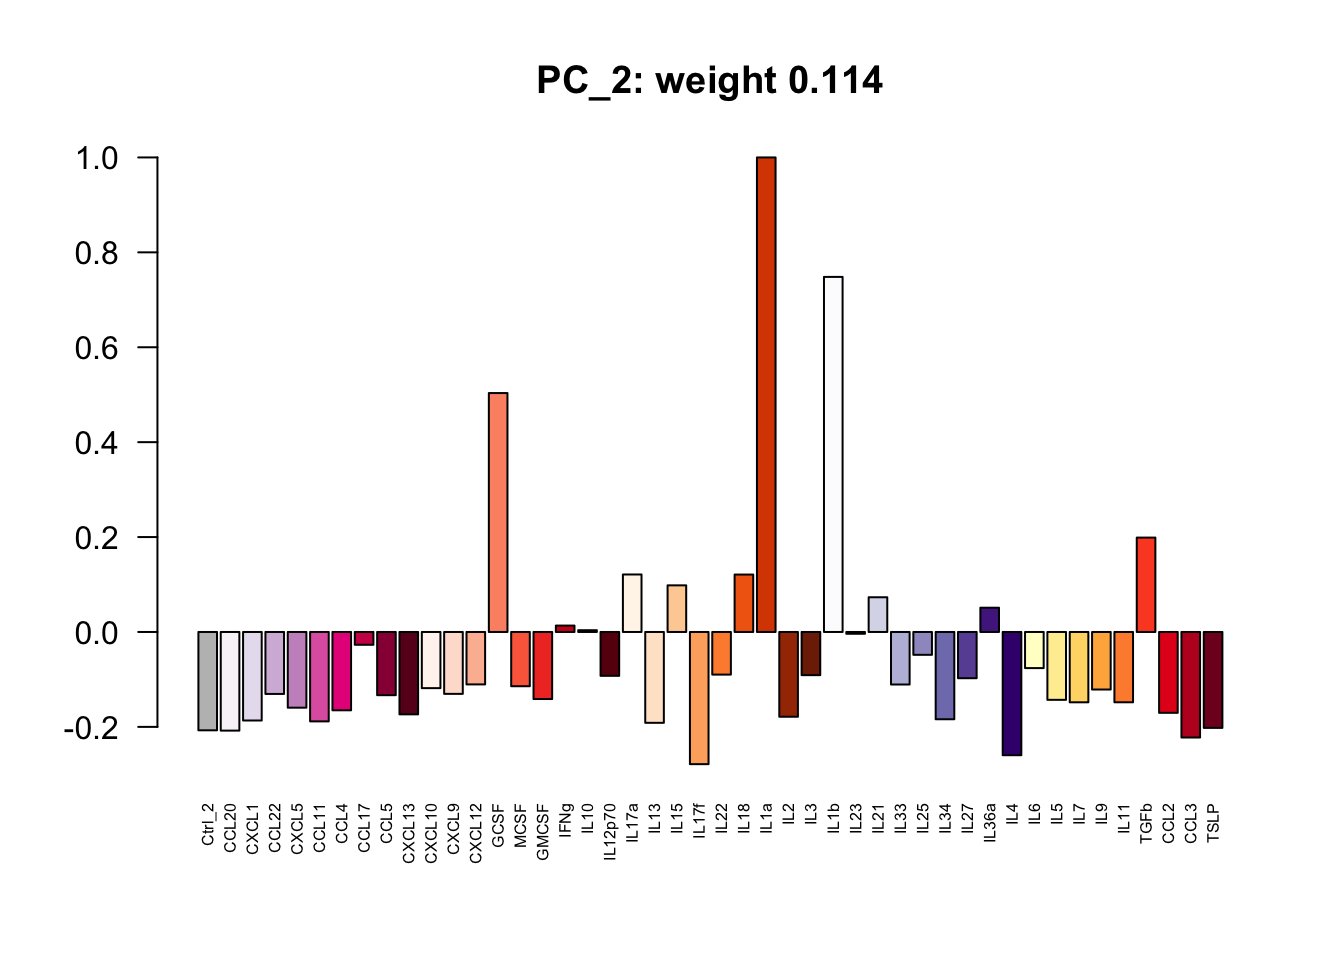 PC_2: weight 0.114
1.0
0.8
0.6
0.4
0.2
0.0
-0.2
Ctrl_2
CCL20
CXCL1
CCL22
CXCL5
CCL11
CCL4
CCL17
CCL5
CXCL13
CXCL10
CXCL9
CXCL12
GCSF
MCSF
GMCSF
IFNg
IL10
IL12p70
IL17a
IL13
IL15
IL17f
IL22
IL18
IL1a
IL2
IL3
IL1b
IL23
IL21
IL33
IL25
IL34
IL27
IL36a
IL4
IL6
IL5
IL7
IL9
IL11
TGFb
CCL2
CCL3
TSLP